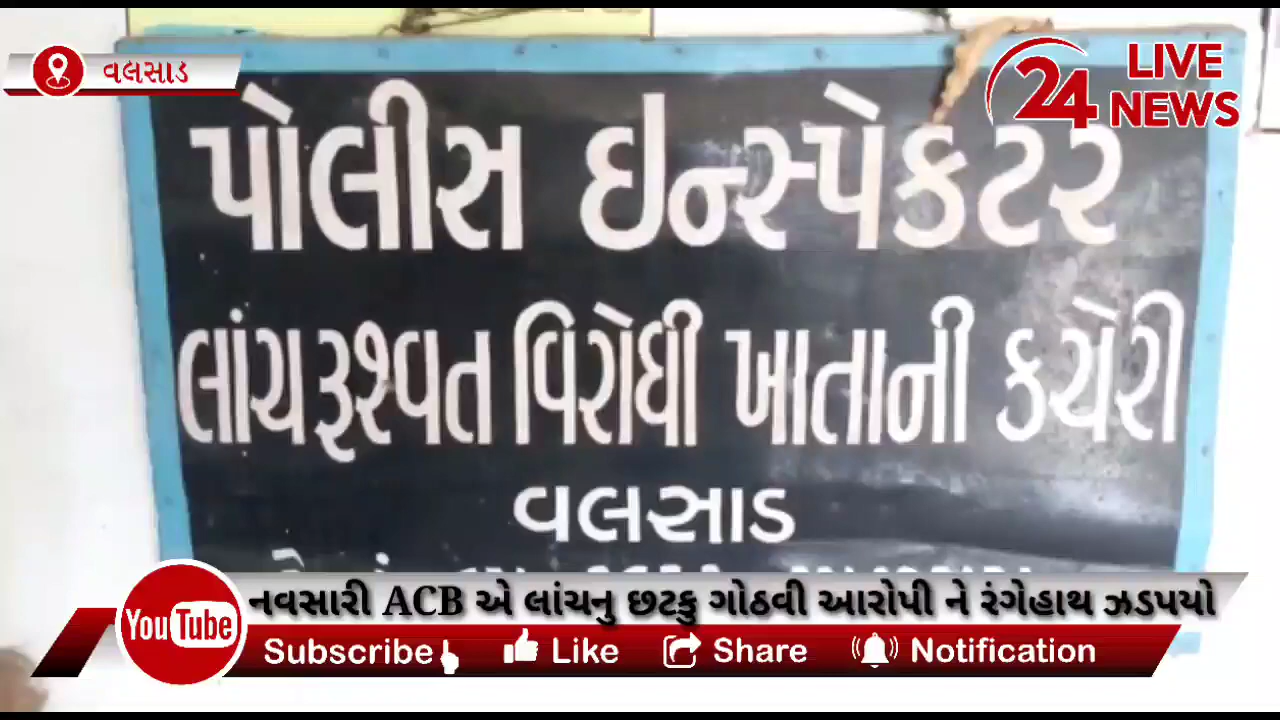 વલસાડ
24 LIVE NEWS
પોલીસ ઇન્સ્પેકટર
લાંચ રૂશ્વત વિરોધી ખાતાની કચેરી
વલસાડ
નવસારી ACB એ લાંચનુ છટકુ ગોઠવી આરોપી ને રંગેહાથ ઝડપયો
YouTube
Subscribe Like Share Notification